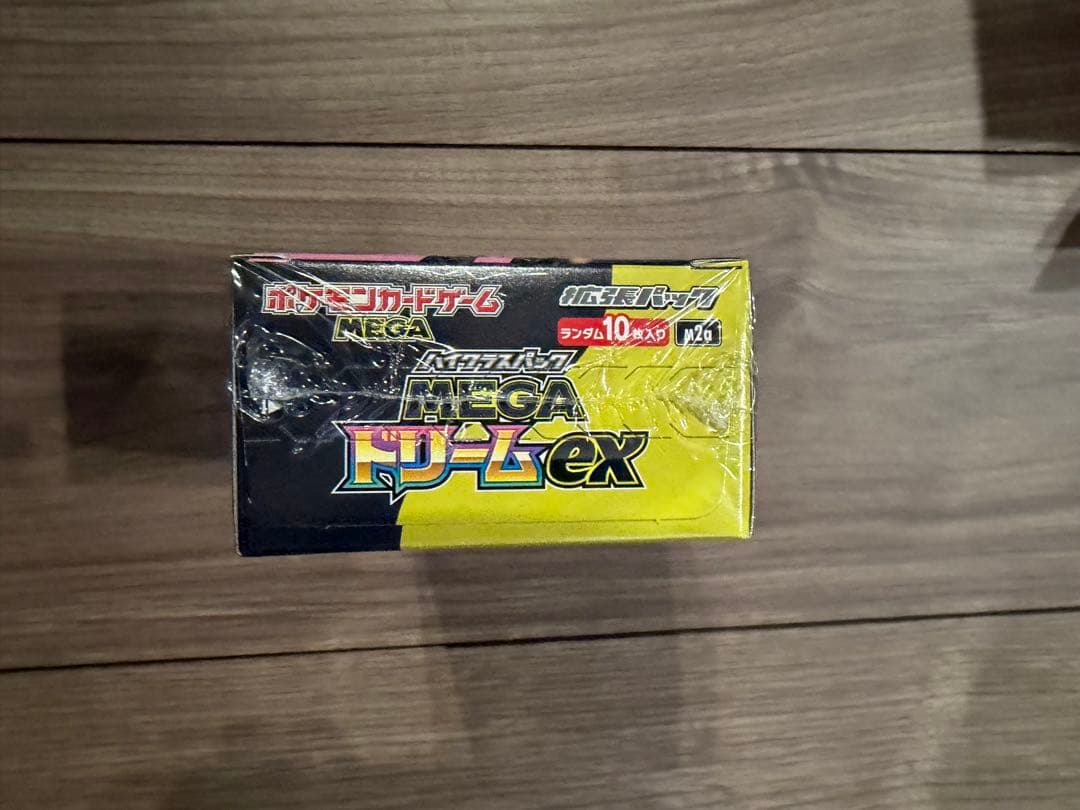 ポケモンカードゲーム
MEGA
拡張パック
ランダム10枚入り M2a
ハイクラスパック
MEGA
ドリームex